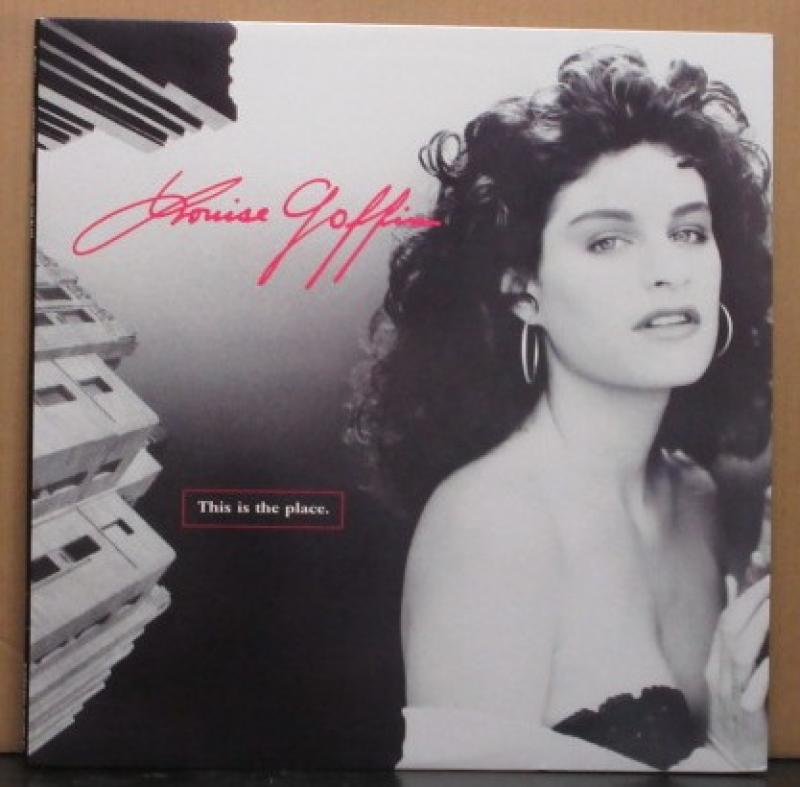 Louise Goffin
This is the place.